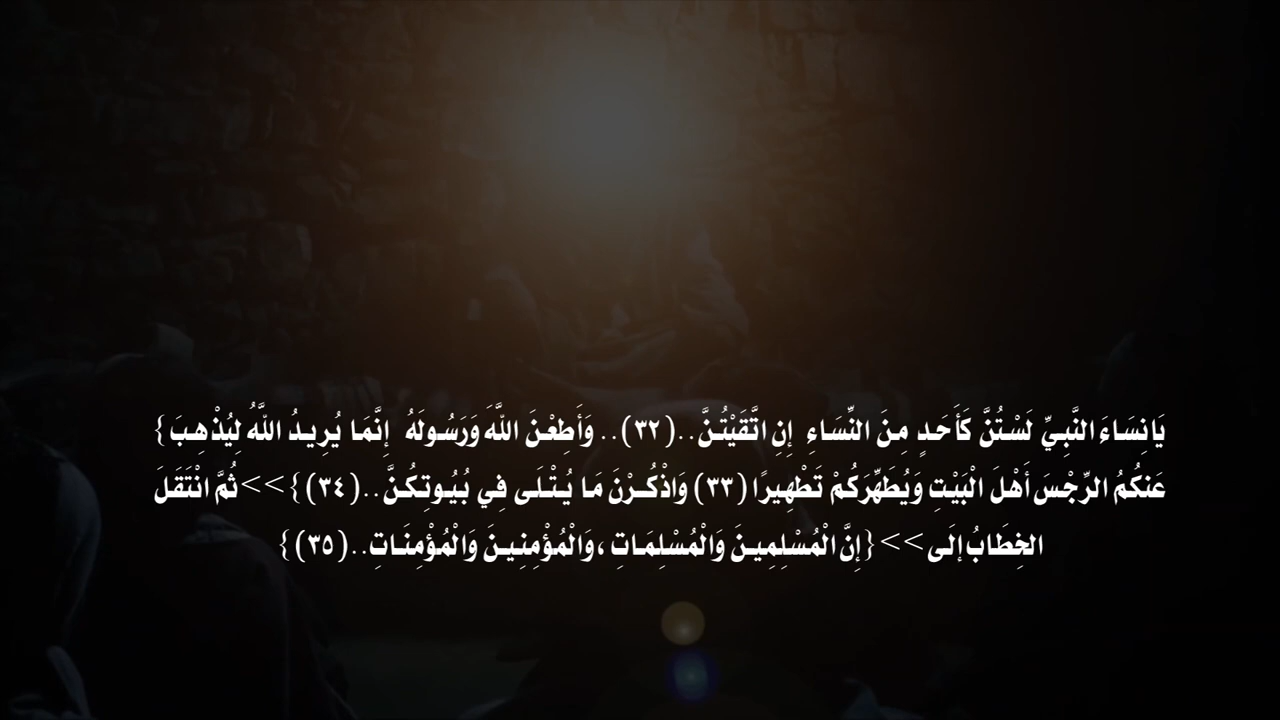 يَانِسَاءَ النَّبِيِّ لَسْتُنَّ كَأَحَدٍ مِنَ النِّسَاءِ إِنِ اتَّقَيْتُنَّ..(٣٢).. وَأَطِعْنَ اللَّهَ وَرَسُولَهُ إِنَّمَا يُرِيدُ اللَّهُ لِيُذْهِبَ }
عَنكُمُ الرِّجْسَ أَهْلَ الْبَيْتِ وَيُطَهِّرَكُمْ تَطْهِيرًا (٣٣) وَاذْكُرْنَ مَا يُتْلَى فِي بُيُوتِكُنَّ..(٣٤)}>>ثُمَّ انْتَقَلَ
الخِطَابُ إلَى>>{إِنَّ الْمُسْلِمِينَ وَالْمُسْلِمَاتِ ، وَالْمُؤْمِنِينَ وَالْمُؤْمِنَاتِ..(٣٥)}